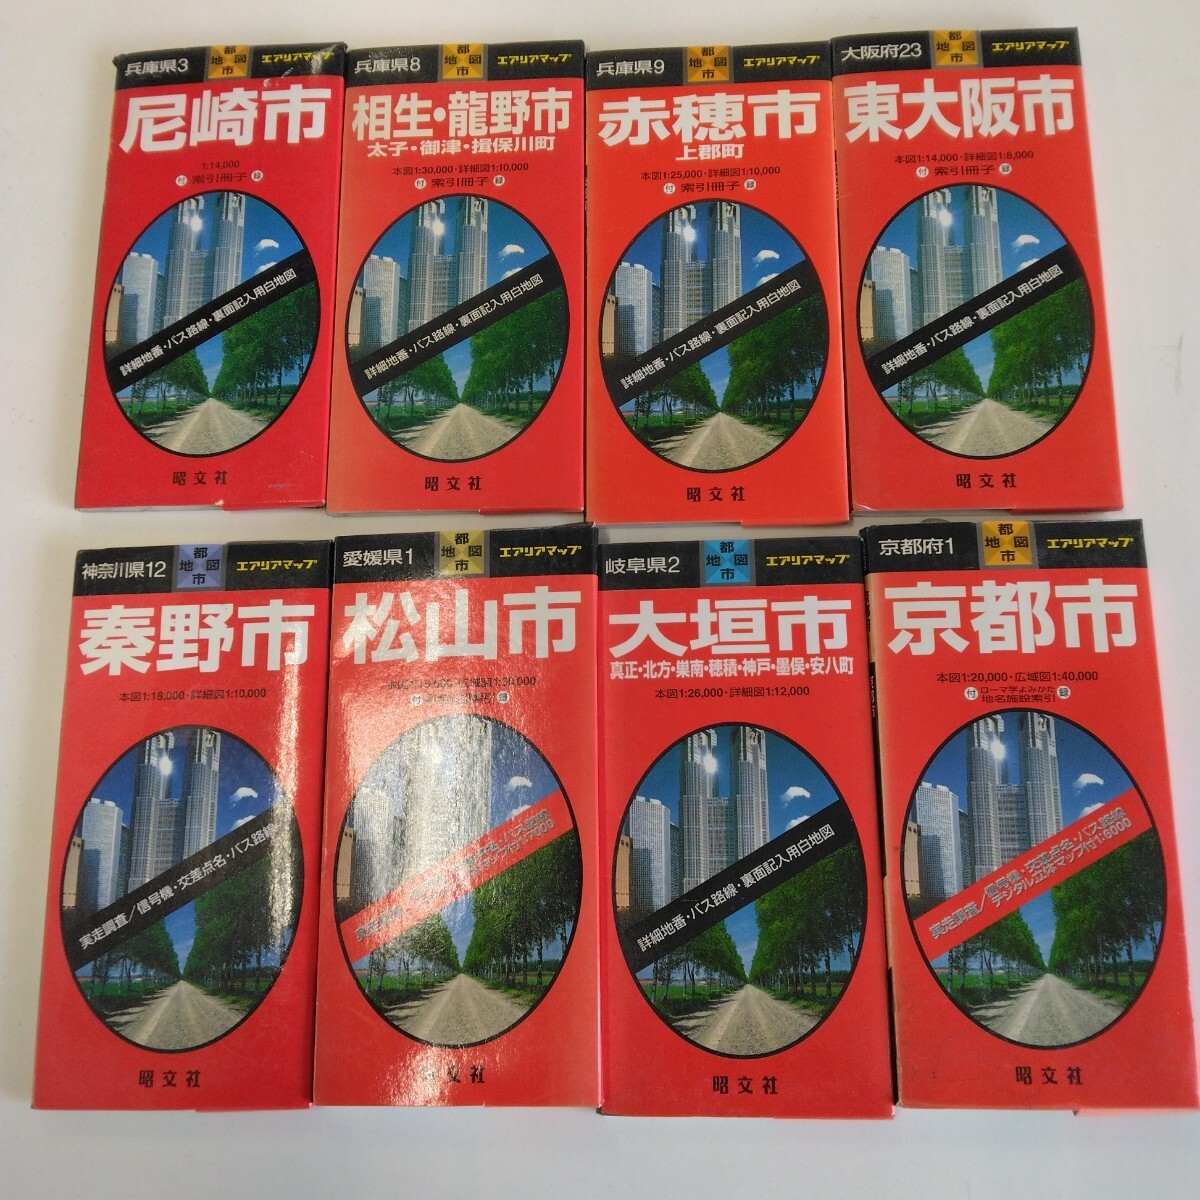 兵庫県3
都市地図
エアリアマップ
尼崎市
1:14,000
付 索引冊子 録
詳細地番・バス路線・裏面記入用白地図
昭文社
兵庫県8
都市地図
エアリアマップ
相生・龍野市
太子・御津・揖保川町
本図1:30,000・詳細図1:10,000
付 索引冊子 録
詳細地番・バス路線・裏面記入用白地図
昭文社
兵庫県9
都市地図
エアリアマップ
赤穂市
上郡町
本図1:25,000・詳細図1:10,000
付 索引冊子 録
詳細地番・バス路線・裏面記入用白地図
昭文社
大阪府23
都市地図
エアリアマップ
東大阪市
本図1:14,000・詳細図1:8,000
付 索引冊子 録
詳細地番・バス路線・裏面記入用白地図
昭文社
神奈川県12
都市地図
エアリアマップ
秦野市
本図1:18,000・詳細図1:10,000
実走調査／信号機・交差点名・バス路線
昭文社
愛媛県1
都市地図
エアリアマップ
松山市
付
録
昭文社
岐阜県2
都市地図
エアリアマップ
大垣市
真正・北方・巣南・穂積・神戸・墨俣・安八町
本図1:26,000・詳細図1:12,000
詳細地番・バス路線・裏面記入用白地図
昭文社
京都府1
都市地図
エアリアマップ
京都市
本図1:20,000・広域図1:40,000
付 ローマ字よみかた 録
地名施設索引
実走調査／信号機・交差点名・バス路線
デジタル立体マップ付1:6000
昭文社